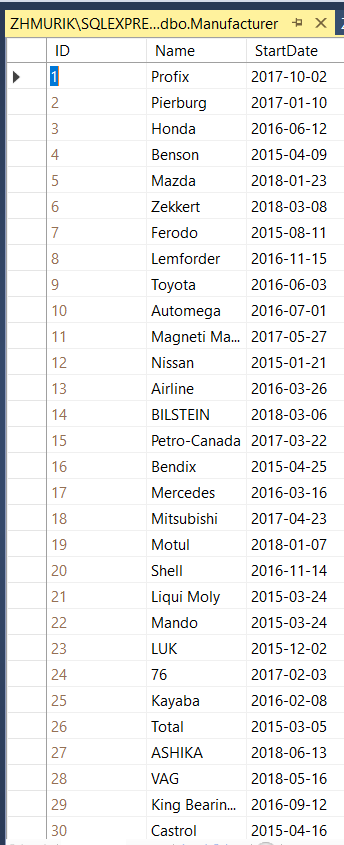 ZHMURIK\SQLEXPRE...dbo.Manufacturer
ID Name StartDate
1 Profix 2017-10-02
2 Pierburg 2017-01-10
3 Honda 2016-06-12
4 Benson 2015-04-09
5 Mazda 2018-01-23
6 Zekkert 2018-03-08
7 Ferodo 2015-08-11
8 Lemforder 2016-11-15
9 Toyota 2016-06-03
10 Automega 2016-07-01
11 Magneti Ma... 2017-05-27
12 Nissan 2015-01-21
13 Airline 2016-03-26
14 BILSTEIN 2018-03-06
15 Petro-Canada 2017-03-22
16 Bendix 2015-04-25
17 Mercedes 2016-03-16
18 Mitsubishi 2017-04-23
19 Motul 2018-01-07
20 Shell 2016-11-14
21 Liqui Moly 2015-03-24
22 Mando 2015-03-24
23 LUK 2015-12-02
24 76 2017-02-03
25 Kayaba 2016-02-08
26 Total 2015-03-05
27 ASHIKA 2018-06-13
28 VAG 2018-05-16
29 King Bearin... 2016-09-12
30 Castrol 2015-04-16